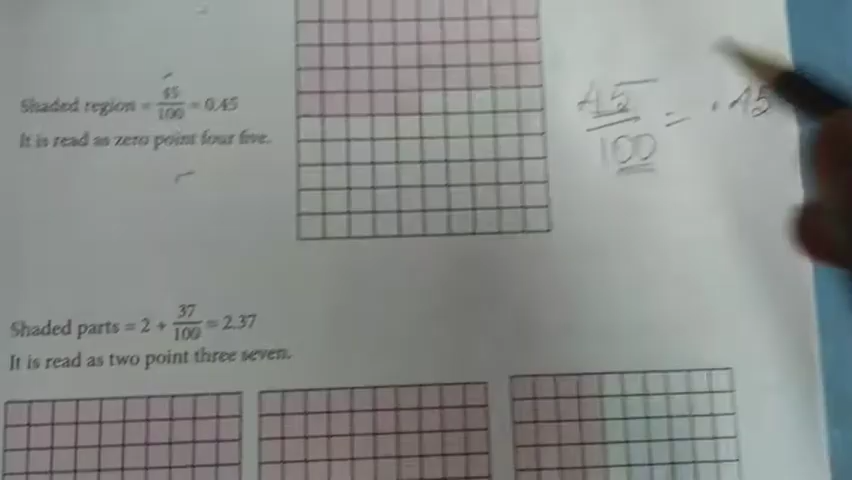 Shaded region = 45/100 = 0.45
It is read as zero point four five.
45/100 = .45
Shaded parts = 2 + 37/100 = 2.37
It is read as two point three seven.